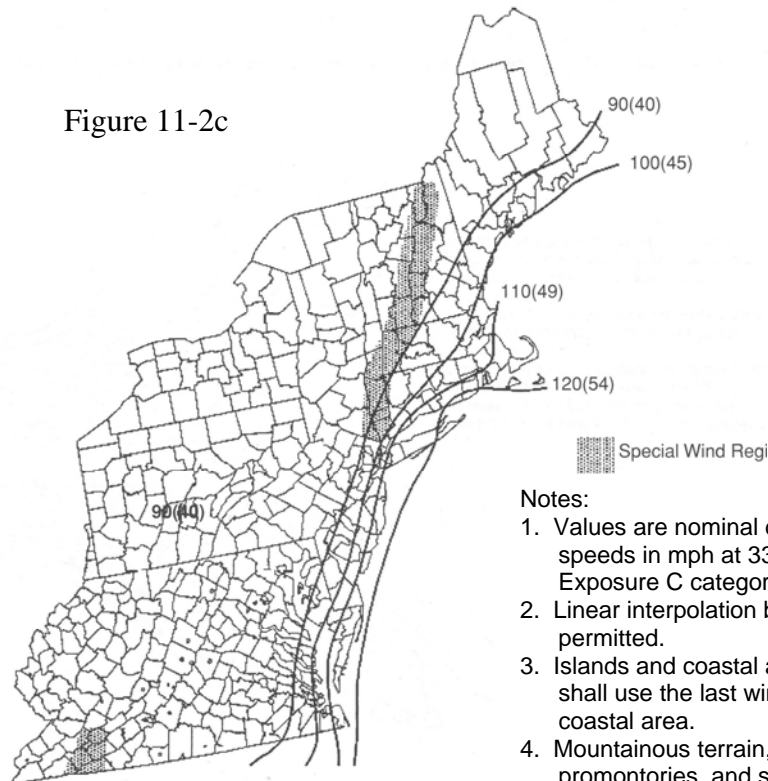 Figure 11-2c
90(40)
100(45)
110(49)
120(54)
90(40)
Special Wind Regi
Notes:
1. Values are nominal
speeds in mph at 33
Exposure C categor
2. Linear interpolation
permitted.
3. Islands and coastal a
shall use the last win
coastal area.
4. Mountainous terrain,
promontories, and s